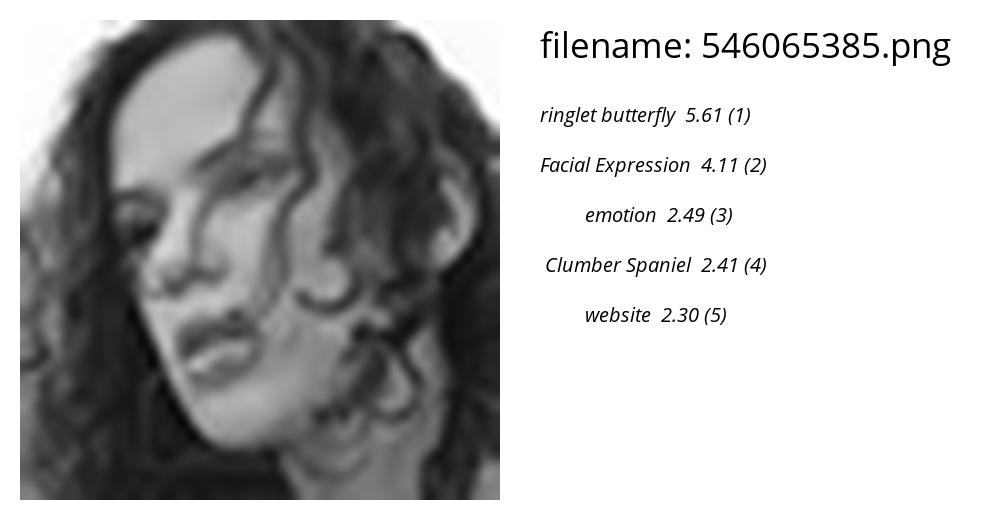 filename: 546065385.png
ringlet butterfly 5.61 (1)
Facial Expression 4.11 (2)
emotion 2.49 (3)
Clumber Spaniel 2.41 (4)
website 2.30 (5)